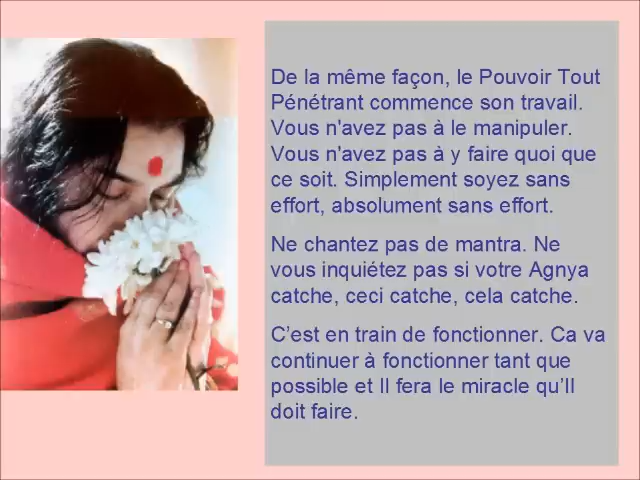 De la même façon, le Pouvoir Tout
Pénétrant commence son travail.
Vous n'avez pas à le manipuler.
Vous n'avez pas à y faire quoi que
ce soit. Simplement soyez sans
effort, absolument sans effort.
Ne chantez pas de mantra. Ne
vous inquiétez pas si votre Agnya
catche, ceci catche, cela catche.
C’est en train de fonctionner. Ca va
continuer à fonctionner tant que
possible et Il fera le miracle qu’Il
doit faire.